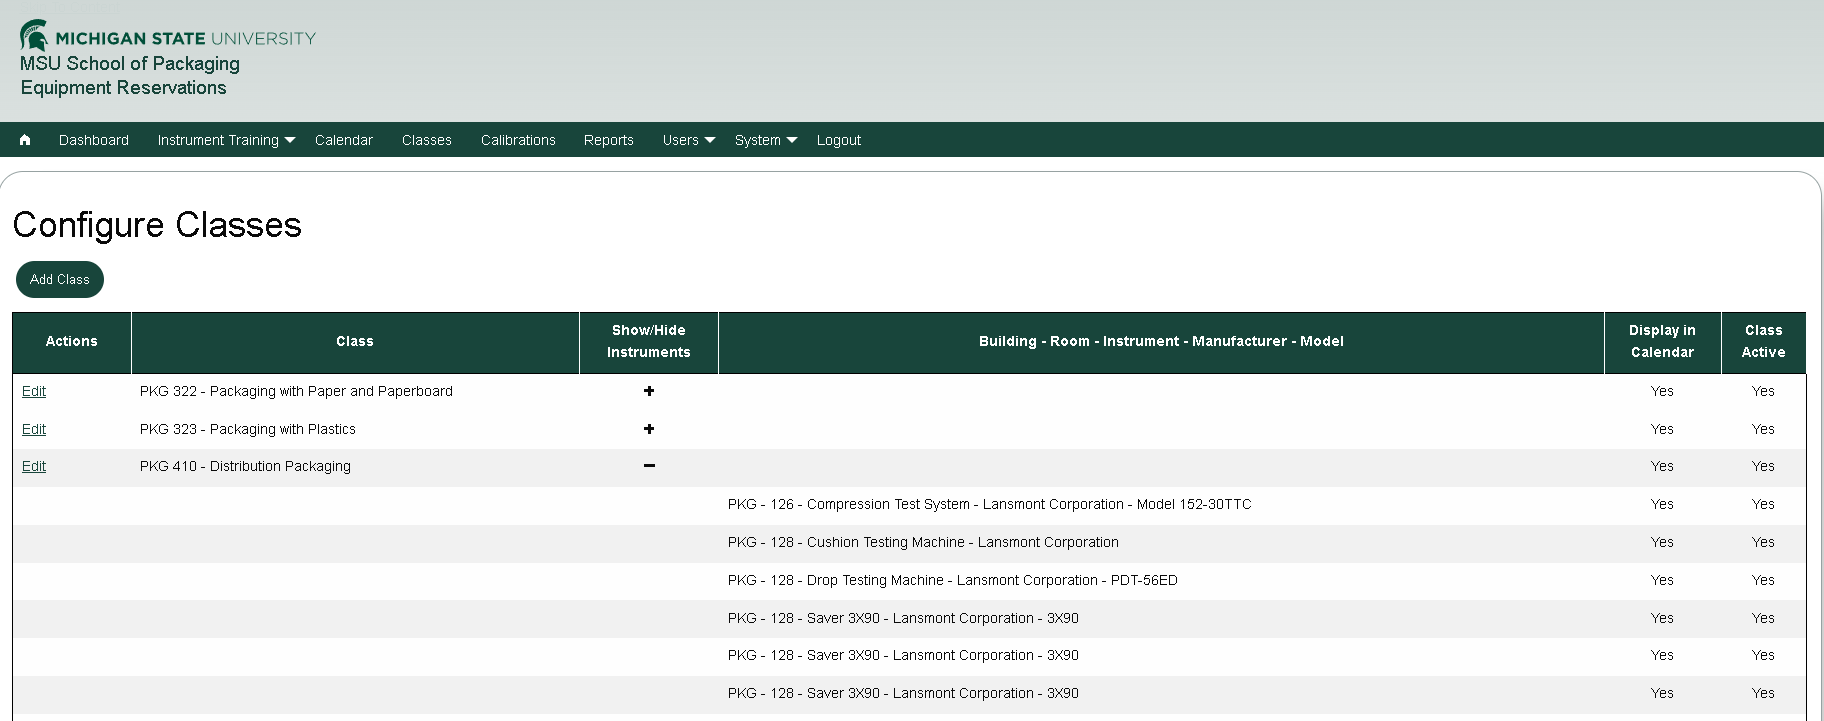 MICHIGAN STATE UNIVERSITY
MSU School of Packaging
Equipment Reservations
Dashboard Instrument Training Calendar Classes Calibrations Reports Users System Logout
Configure Classes
Add Class
Actions Class Show/Hide Instruments Building - Room - Instrument - Manufacturer - Model Display in Calendar Class Active
Edit PKG 322 - Packaging with Paper and Paperboard + Yes Yes
Edit PKG 323 - Packaging with Plastics + Yes Yes
Edit PKG 410 - Distribution Packaging - Yes Yes
PKG - 126 - Compression Test System - Lansmont Corporation - Model 152-30TTC Yes Yes
PKG - 128 - Cushion Testing Machine - Lansmont Corporation Yes Yes
PKG - 128 - Drop Testing Machine - Lansmont Corporation - PDT-56ED Yes Yes
PKG - 128 - Saver 3X90 - Lansmont Corporation - 3X90 Yes Yes
PKG - 128 - Saver 3X90 - Lansmont Corporation - 3X90 Yes Yes
PKG - 128 - Saver 3X90 - Lansmont Corporation - 3X90 Yes Yes